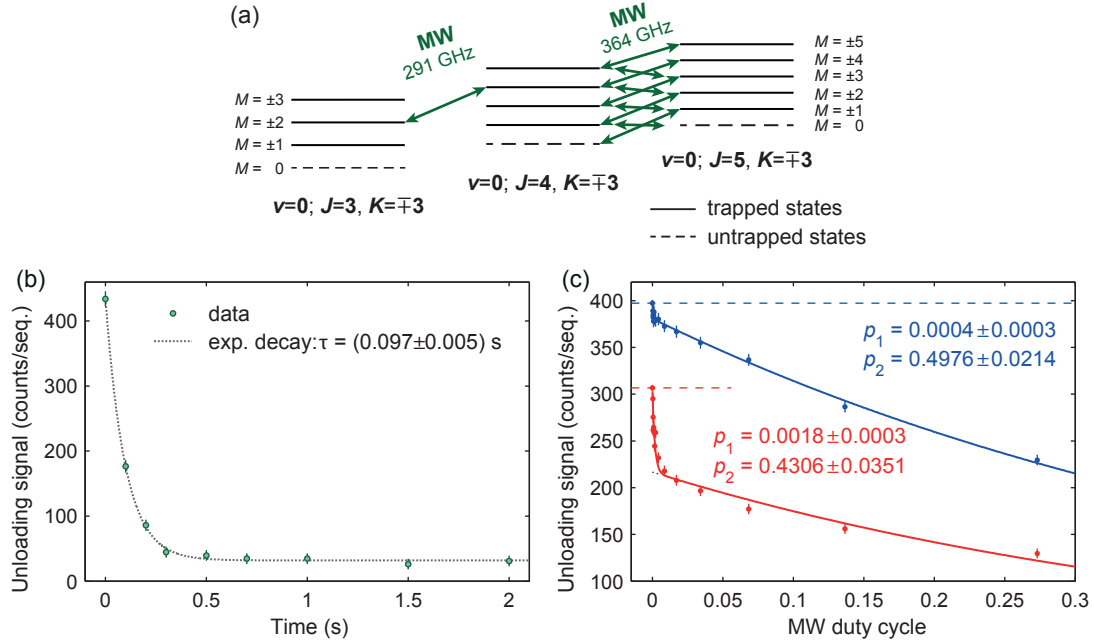 (a)
MW
291 GHz
MW
364 GHz
M = ±3
M = ±2
M = ±1
M = 0
M = ±5
M = ±4
M = ±3
M = ±2
M = ±1
M = 0
v=0; J=3, K=∓3
v=0; J=4, K=∓3
v=0; J=5, K=∓3
trapped states
untrapped states
(b)
Unloading signal (counts/seq.)
400
300
200
100
0
data
exp. decay:τ = (0.097±0.005) s
0
0.5
1
1.5
2
Time (s)
(c)
Unloading signal (counts/seq.)
400
350
300
250
200
150
100
p1 = 0.0004±0.0003
p2 = 0.4976±0.0214
p1 = 0.0018±0.0003
p2 = 0.4306±0.0351
0
0.05
0.1
0.15
0.2
0.25
0.3
MW duty cycle